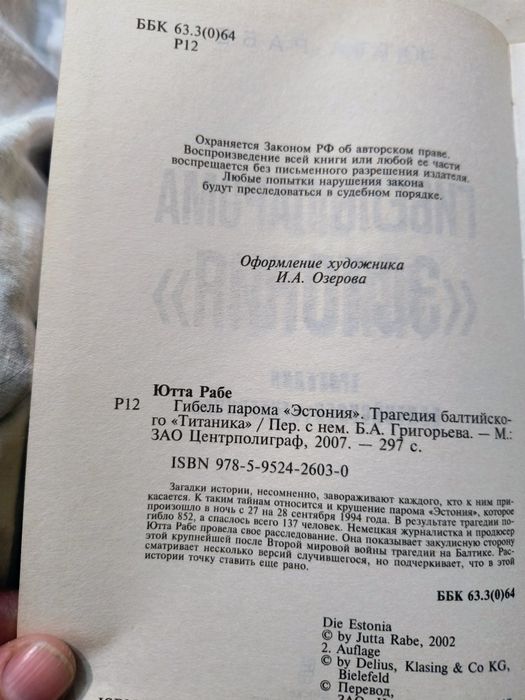 ББК 63.3(0)64
Р12
Охраняется Законом РФ об авторском праве.
Воспроизведение всей книги или любой ее части
воспрещается без письменного разрешения издателя.
Любые попытки нарушения закона
будут преследоваться в судебном порядке.
Оформление художника
И.А. Озерова
Ютта Рабе
Р12 Гибель парома «Эстония». Трагедия балтийско-
го «Титаника» / Пер. с нем. Б.А. Григорьева. — М.:
ЗАО Центрполиграф, 2007. — 297 с.
ISBN 978-5-9524-2603-0
Загадки истории, несомненно, завораживают каждого, кто к ним при-
касается. К таким тайнам относится и крушение парома «Эстония», которое
произошло в ночь с 27 на 28 сентября 1994 года. В результате трагедии по-
гибло 852, а спаслось всего 137 человек. Немецкая журналистка и продюсер
Ютта Рабе провела свое расследование. Она показывает закулисную сторону
этой крупнейшей после Второй мировой войны трагедии на Балтике. Рас-
сматривает несколько версий случившегося, но подчеркивает, что в этой
истории точку ставить еще рано.
ББК 63.3(0)64
Die Estonia
© by Jutta Rabe, 2002
2. Auflage
© by Delius, Klasing & Co KG,
Bielefeld
© Перевод,